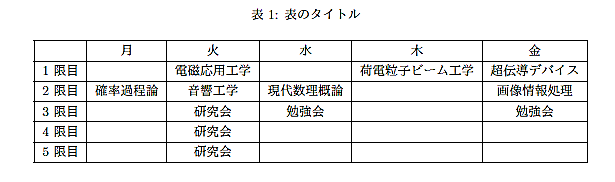 表 1: 表のタイトル
月 火 水 木 金
1 限目 電磁応用工学 荷電粒子ビーム工学 超伝導デバイス
2 限目 確率過程論 音響工学 現代数理概論 画像情報処理
3 限目 研究会 勉強会 勉強会
4 限目 研究会
5 限目 研究会